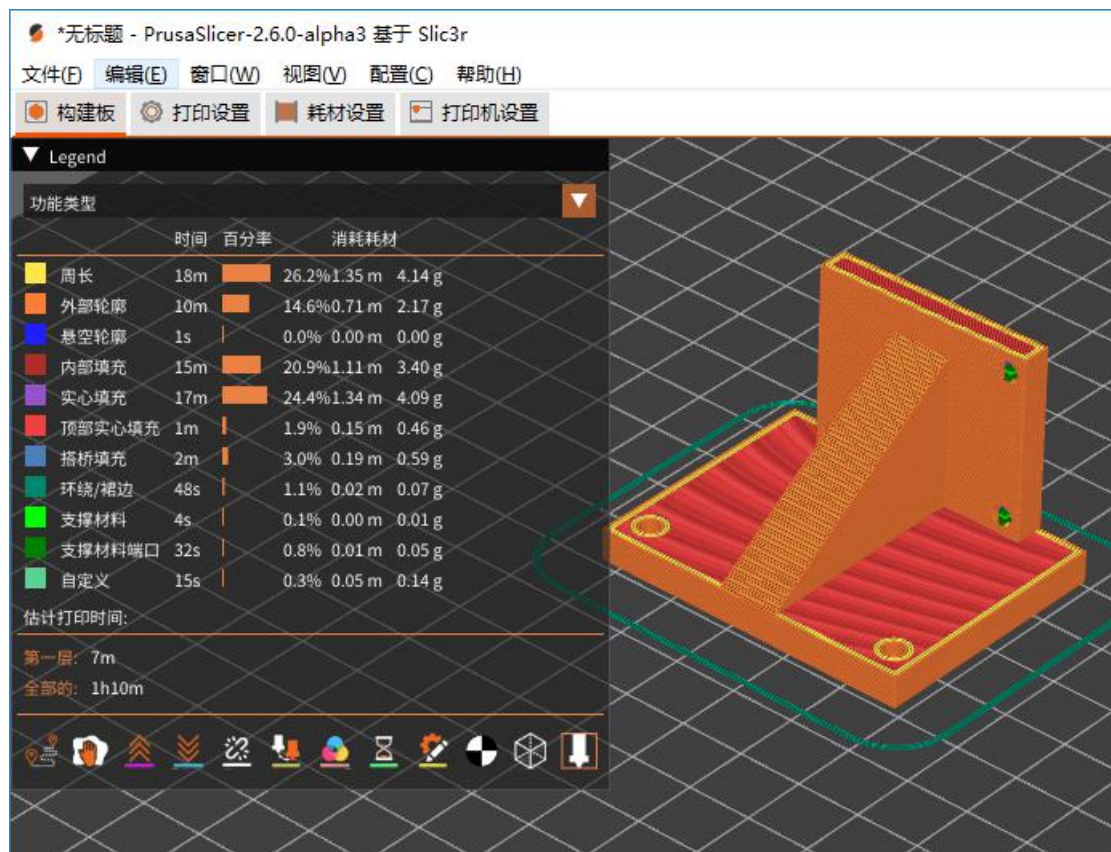 *无标题 - PrusaSlicer-2.6.0-alpha3 基于 Slic3r
文件(F) 编辑(E) 窗口(W) 视图(V) 配置(C) 帮助(H)
构建板 打印设置 耗材设置 打印机设置
Legend
功能类型
时间 百分率 消耗耗材
周长 18m 26.2% 1.35 m 4.14 g
外部轮廓 10m 14.6% 0.71 m 2.17 g
悬空轮廓 1s 0.0% 0.00 m 0.00 g
内部填充 15m 20.9% 1.11 m 3.40 g
实心填充 17m 24.4% 1.34 m 4.09 g
顶部实心填充 1m 1.9% 0.15 m 0.46 g
搭桥填充 2m 3.0% 0.19 m 0.59 g
环绕/裙边 48s 1.1% 0.02 m 0.07 g
支撑材料 4s 0.1% 0.00 m 0.01 g
支撑材料端口 32s 0.8% 0.01 m 0.05 g
自定义 15s 0.3% 0.05 m 0.14 g
估计打印时间:
第一层: 7m
全部的: 1h10m